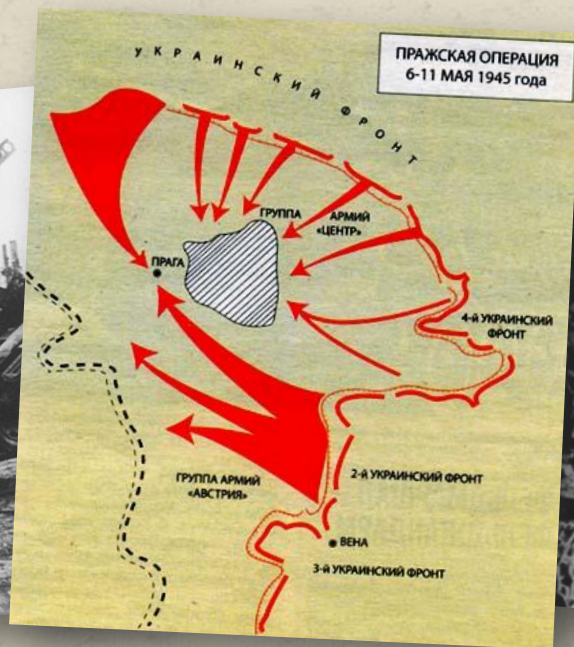 ПРАЖСКАЯ ОПЕРАЦИЯ
6-11 МАЯ 1945 года
УКРАИНСКИЙ ФРОНТ
ГРУППА АРМИЙ
«ЦЕНТР»
ПРАГА
4-й УКРАИНСКИЙ
ФРОНТ
ГРУППА АРМИЙ
«АВСТРИЯ»
2-й УКРАИНСКИЙ ФРОНТ
ВЕНА
3-й УКРАИНСКИЙ ФРОНТ